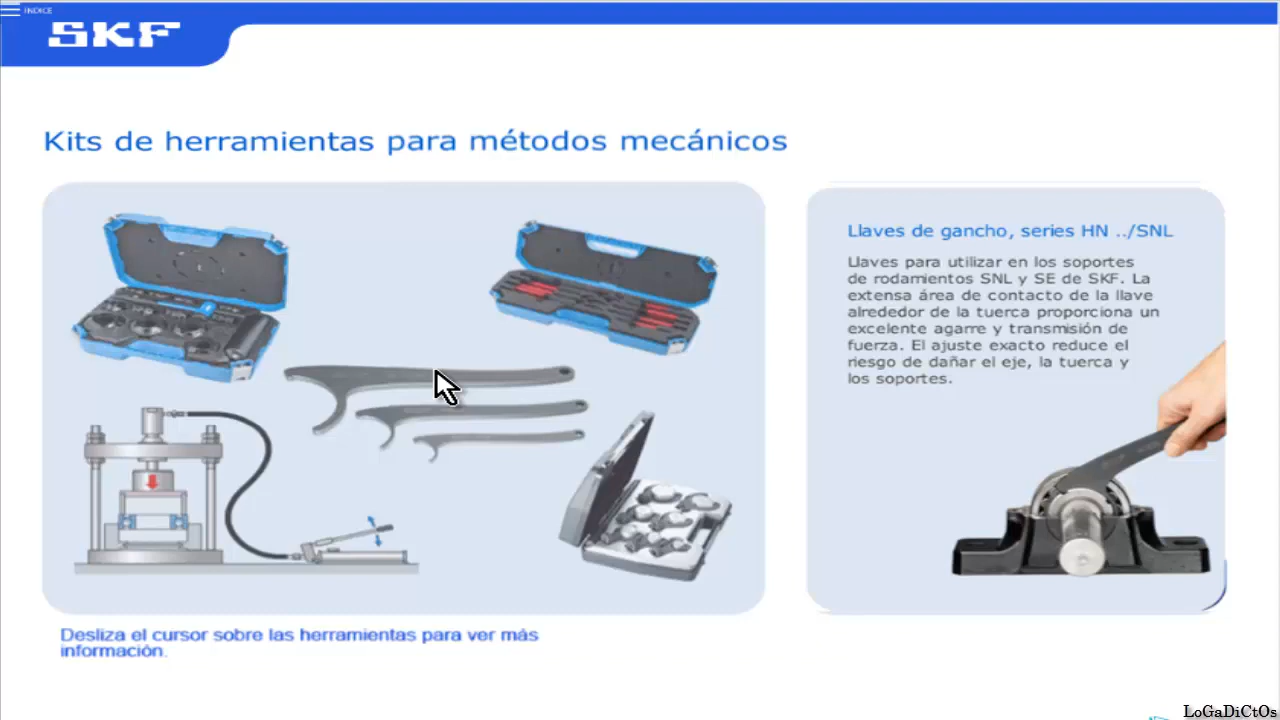 ÍNDICE
SKF
Kits de herramientas para métodos mecánicos
Llaves de gancho, series HN ../SNL
Llaves para utilizar en los soportes
de rodamientos SNL y SE de SKF. La
extensa área de contacto de la llave
alrededor de la tuerca proporciona un
excelente agarre y transmisión de
fuerza. El ajuste exacto reduce el
riesgo de dañar el eje, la tuerca y
los soportes.
Desliza el cursor sobre las herramientas para ver más
información.
LoGaDiCtOs